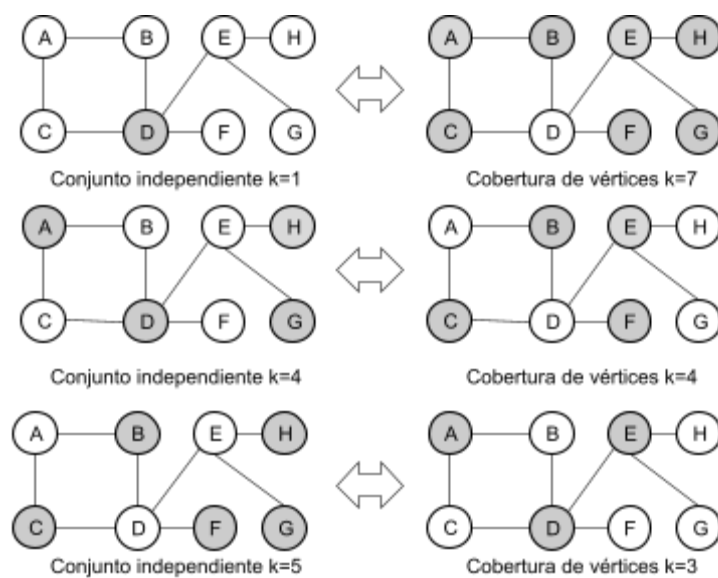 A B E H A B E H
C D F G C D F G
Conjunto independiente k=1 Cobertura de vértices k=7
A B E H A B E H
C D F G C D F G
Conjunto independiente k=4 Cobertura de vértices k=4
A B E H A B E H
C D F G C D F G
Conjunto independiente k=5 Cobertura de vértices k=3